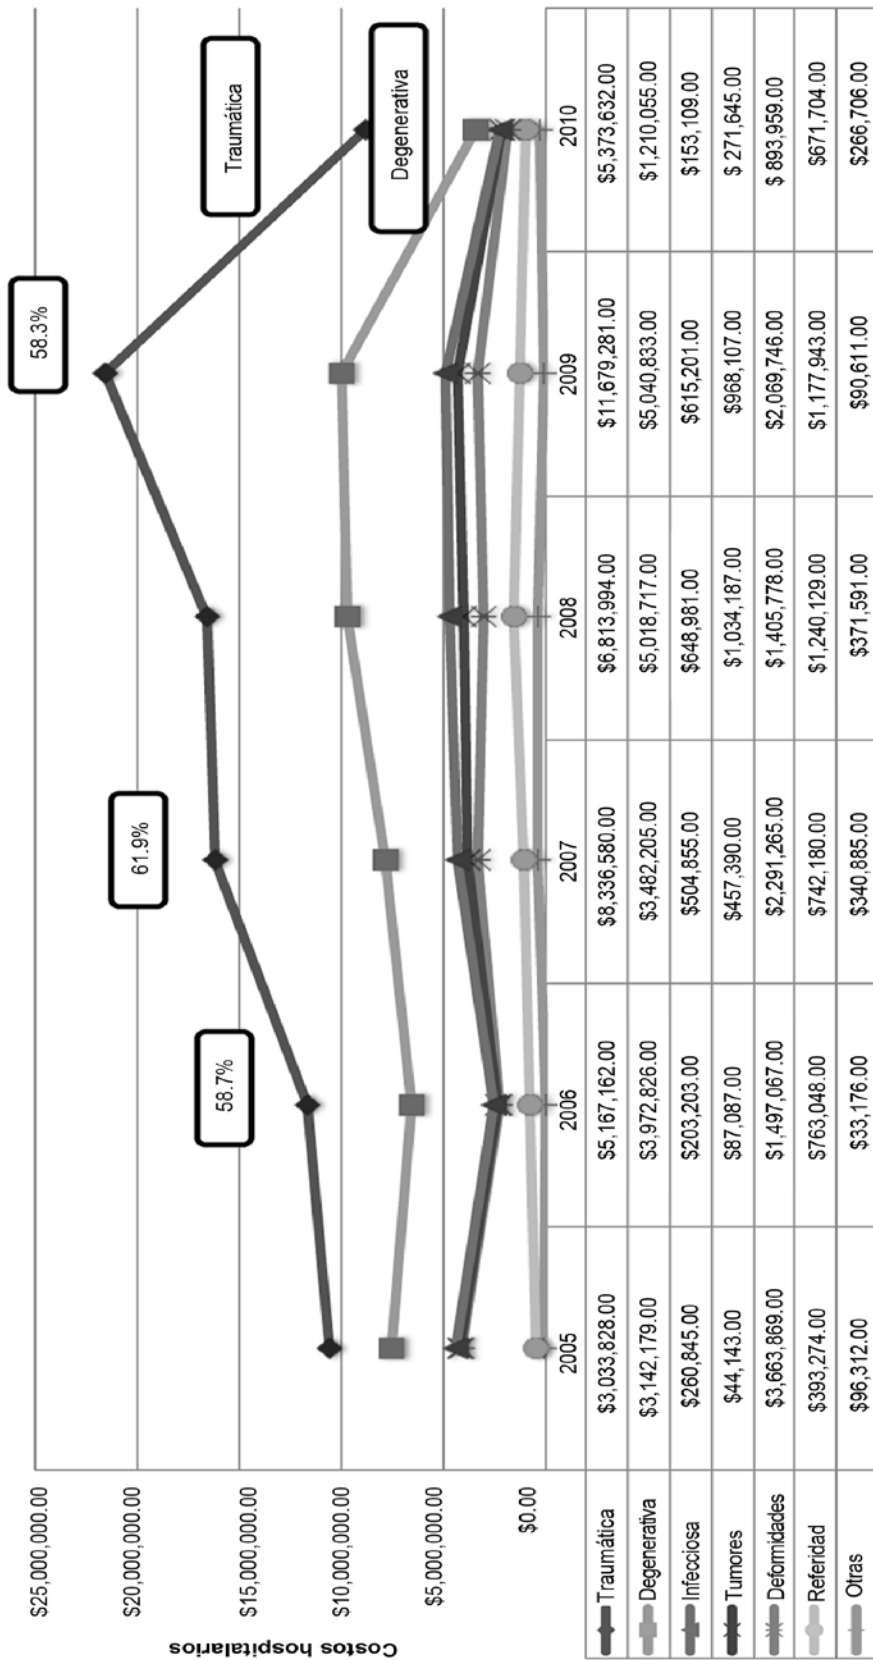 Costos hospitalarios
$25,000,000.00
$20,000,000.00
$15,000,000.00
$10,000,000.00
$5,000,000.00
$0.00
58.7%
61.9%
58.3%
Traumática
Degenerativa
2005 2006 2007 2008 2009 2010
Traumática $3,033,828.00 $5,167,162.00 $8,336,580.00 $6,813,994.00 $11,679,281.00 $5,373,632.00
Degenerativa $3,142,179.00 $3,972,826.00 $3,482,205.00 $5,018,717.00 $5,040,833.00 $1,210,055.00
Infecciosa $260,845.00 $203,203.00 $504,855.00 $648,981.00 $615,201.00 $153,109.00
Tumores $44,143.00 $87,087.00 $457,390.00 $1,034,187.00 $968,107.00 $ 271,645.00
Deformidades $3,663,869.00 $1,497,067.00 $2,291,265.00 $1,405,778.00 $2,069,746.00 $ 893,959.00
Referidad $393,274.00 $763,048.00 $742,180.00 $1,240,129.00 $1,177,943.00 $671,704.00
Otras $96,312.00 $33,176.00 $340,885.00 $371,591.00 $90,611.00 $266,706.00